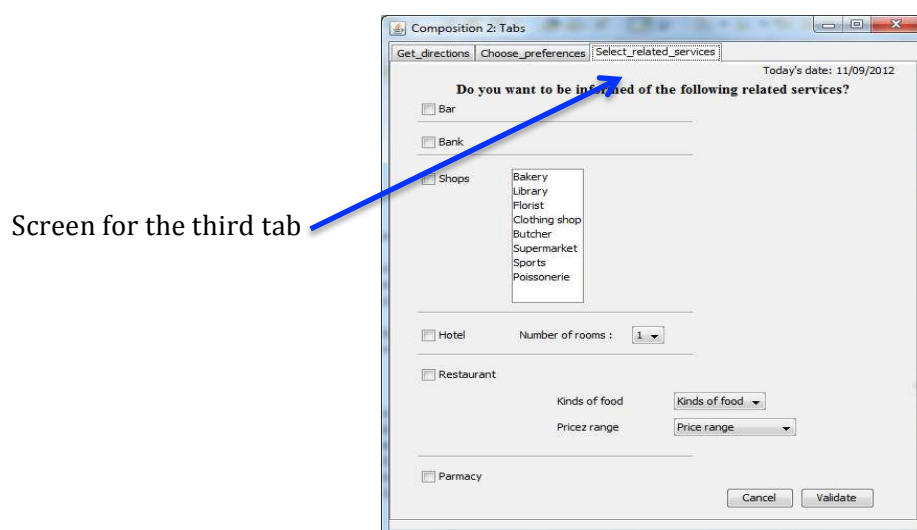 Composition 2: Tabs
Get_directions Choose_preferences Select_related_services
Today's date: 11/09/2012
Do you want to be informed of the following related services?
Bar
Bank
Shops
Bakery
Library
Florist
Clothing shop
Butcher
Supermarket
Sports
Poissonerie
Screen for the third tab
Hotel Number of rooms : 1
Restaurant
Kinds of food Kinds of food
Pricez range Price range
Parmacy
Cancel Validate